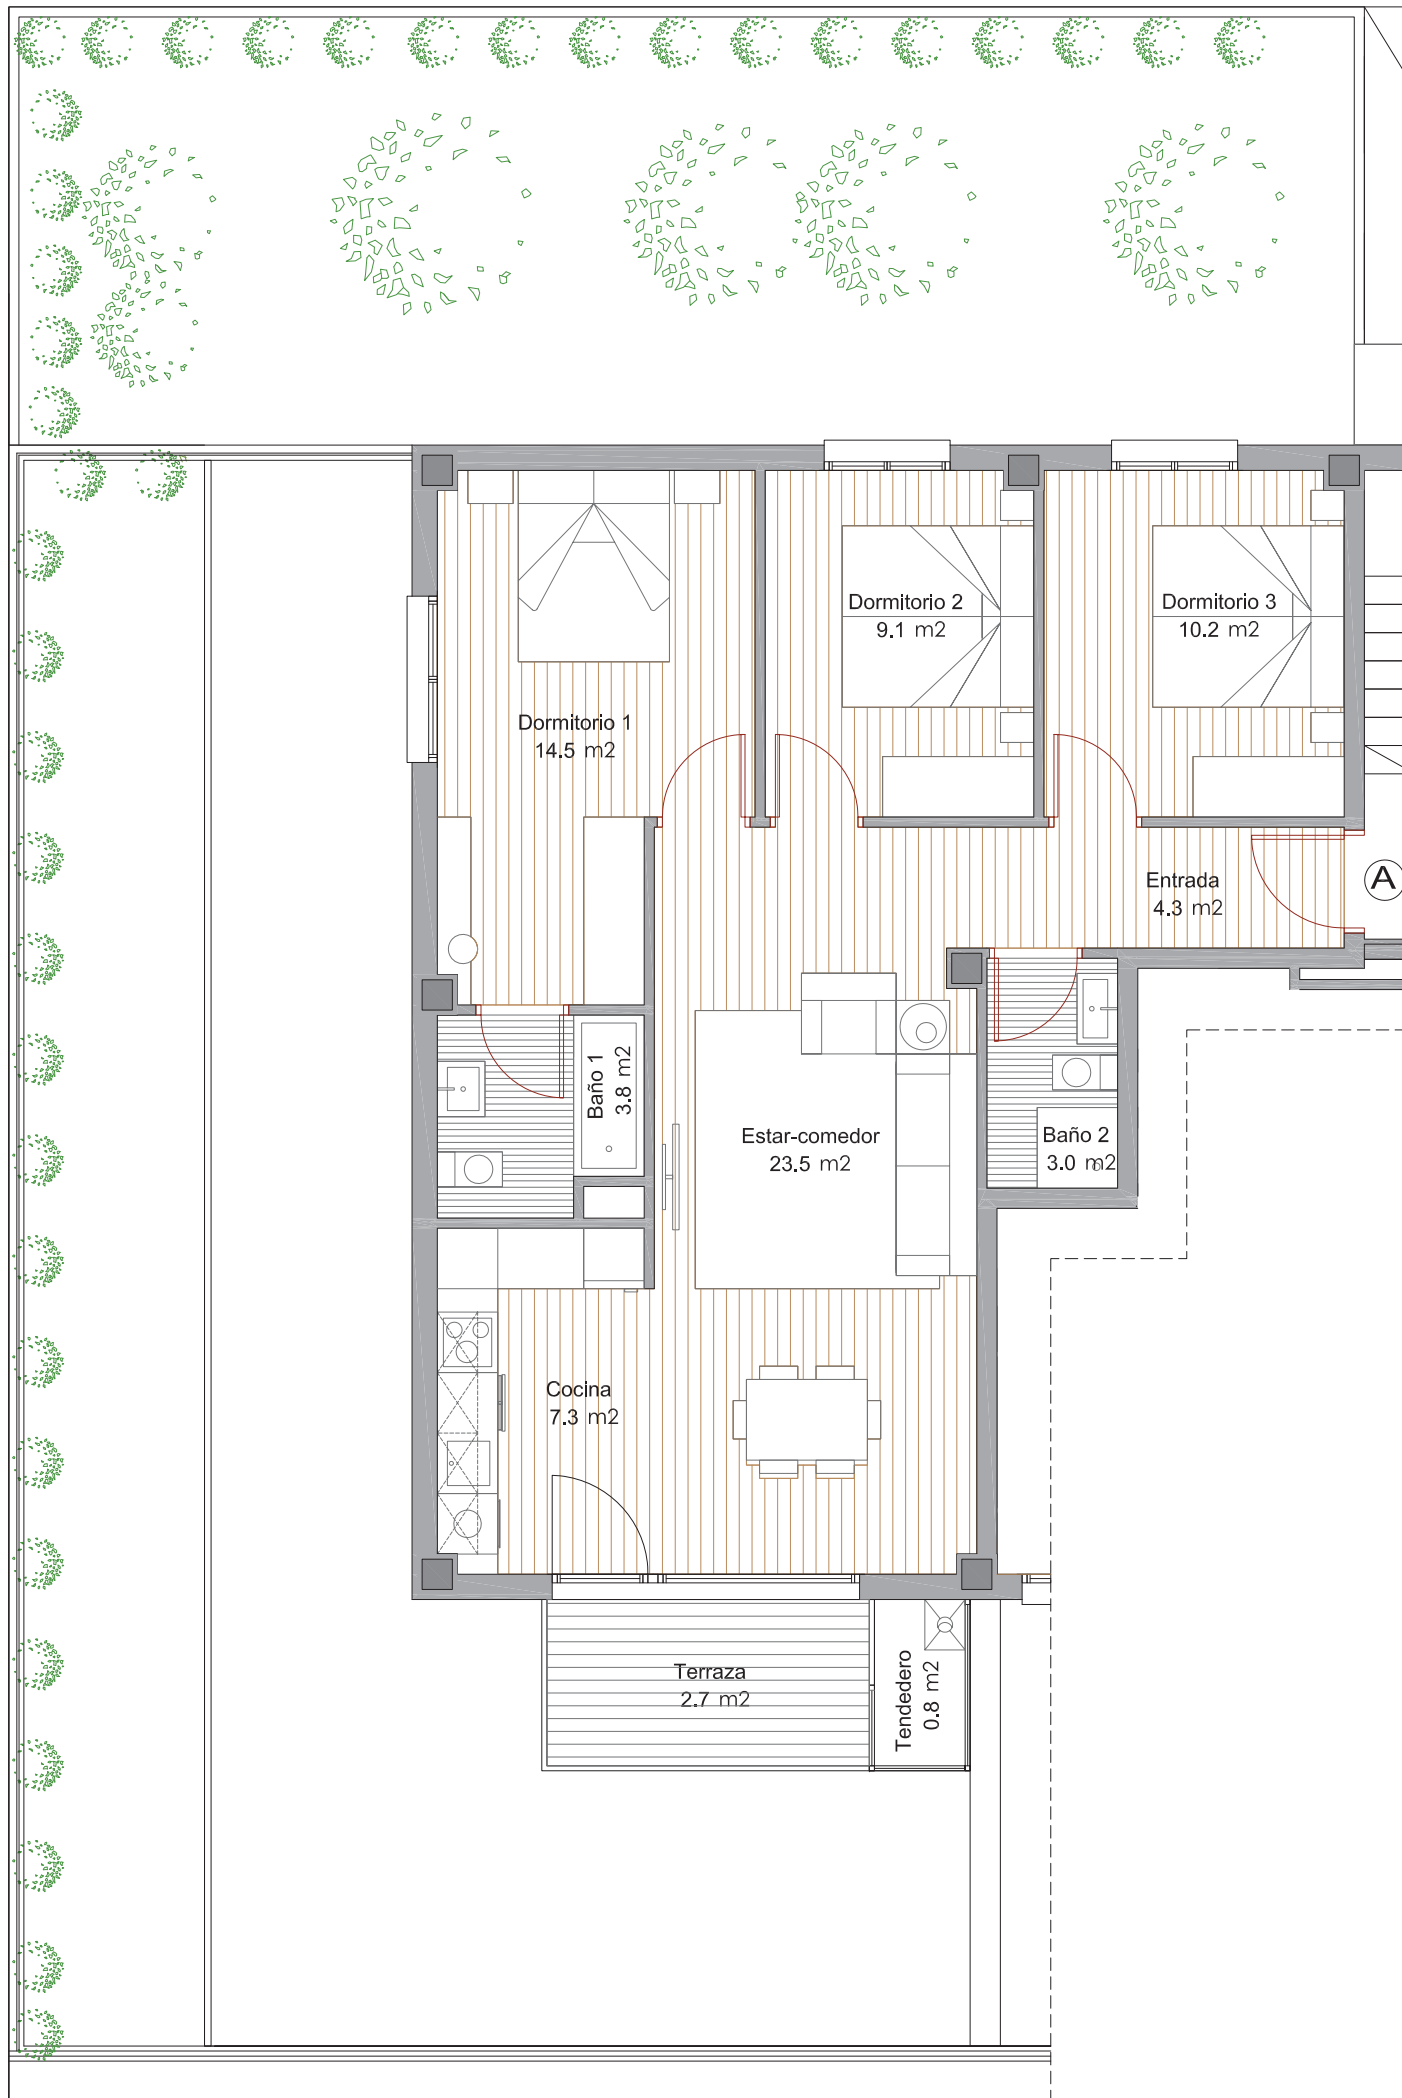 Dormitorio 2
9.1 m2
Dormitorio 3
10.2 m2
Dormitorio 1
14.5 m2
Entrada
4.3 m2
A
Baño 1
3.8 m2
Estar-comedor
23.5 m2
Baño 2
3.0 m2
Cocina
7.3 m2
Terraza
2.7 m2
Tendedero
0.8 m2